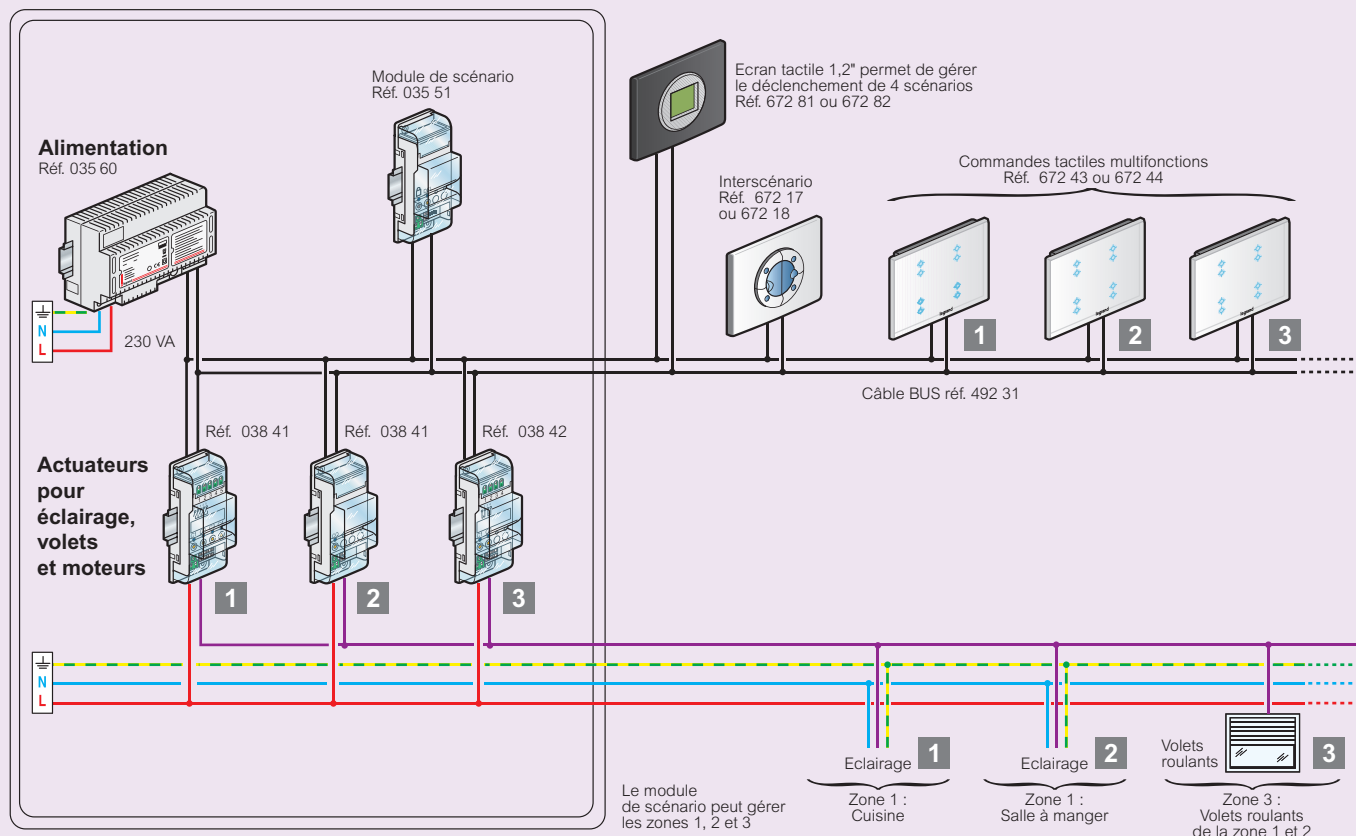 Module de scénario
Réf. 035 51
Ecran tactile 1,2" permet de gérer
le déclenchement de 4 scénarios
Réf. 672 81 ou 672 82
Alimentation
Réf. 035 60
Commandes tactiles multifonctions
Réf. 672 43 ou 672 44
Interscénario
Réf. 672 17
ou 672 18
legrand
legrand
legrand
1
2
3
N
L
230 VA
Câble BUS réf. 492 31
Réf. 038 41
Réf. 038 41
Réf. 038 42
Actuateurs
pour
éclairage,
volets
et moteurs
1
2
3
N
L
Eclairage
1
Eclairage
2
Volets
roulants
3
Le module
de scénario peut gérer
les zones 1, 2 et 3
Zone 1 :
Cuisine
Zone 1 :
Salle à manger
Zone 3 :
Volets roulants
de la zone 1 et 2